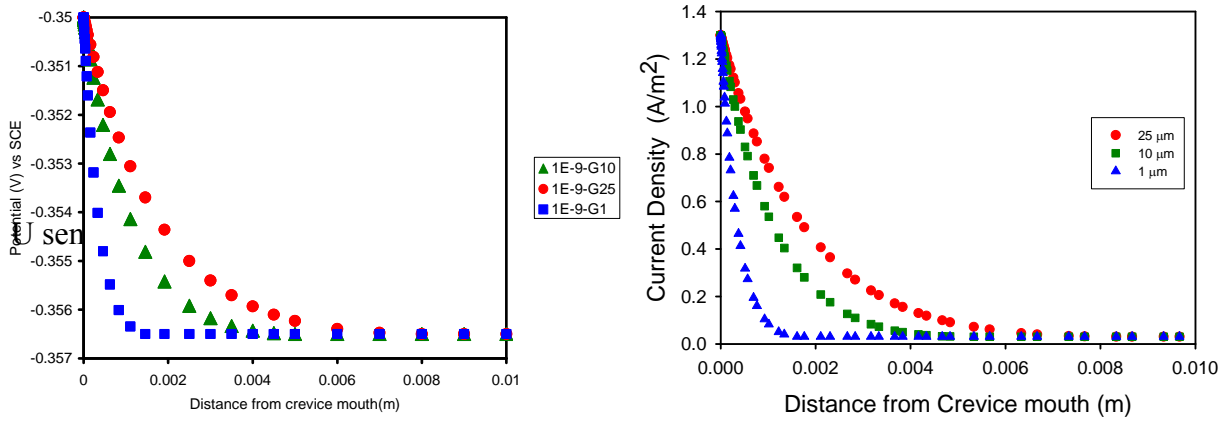 -0.35
-0.351
-0.352
-0.353
-0.354
-0.355
-0.356
-0.357
Potential (V) vs SCE
U sen
0
0.002
0.004
0.006
0.008
0.01
Distance from crevice mouth(m)
1E-9-G10
1E-9-G25
1E-9-G1
1.4
1.2
1.0
0.8
0.6
0.4
0.2
0.0
Current Density (A/m²)
0.000
0.002
0.004
0.006
0.008
0.010
Distance from Crevice mouth (m)
25 μm
10 μm
1 μm